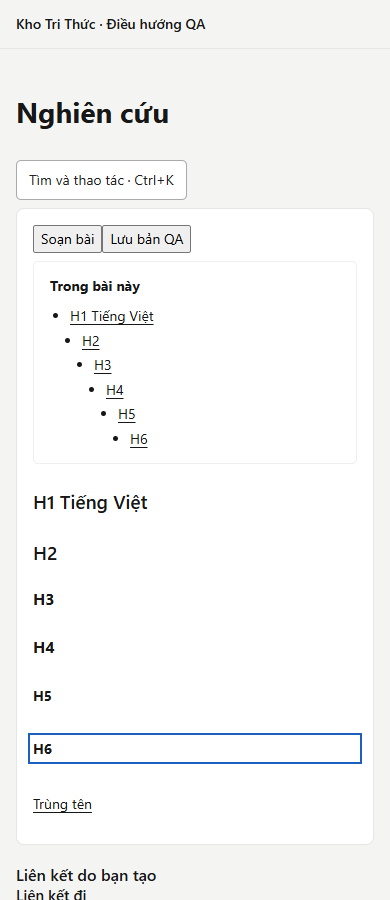 Kho Tri Thức · Điều hướng QA
Nghiên cứu
Tìm và thao tác · Ctrl+K
Soạn bài Lưu bản QA
Trong bài này
H1 Tiếng Việt
H2
H3
H4
H5
H6
H1 Tiếng Việt
H2
H3
H4
H5
H6
Trùng tên
Liên kết do bạn tạo
Liên kết đi